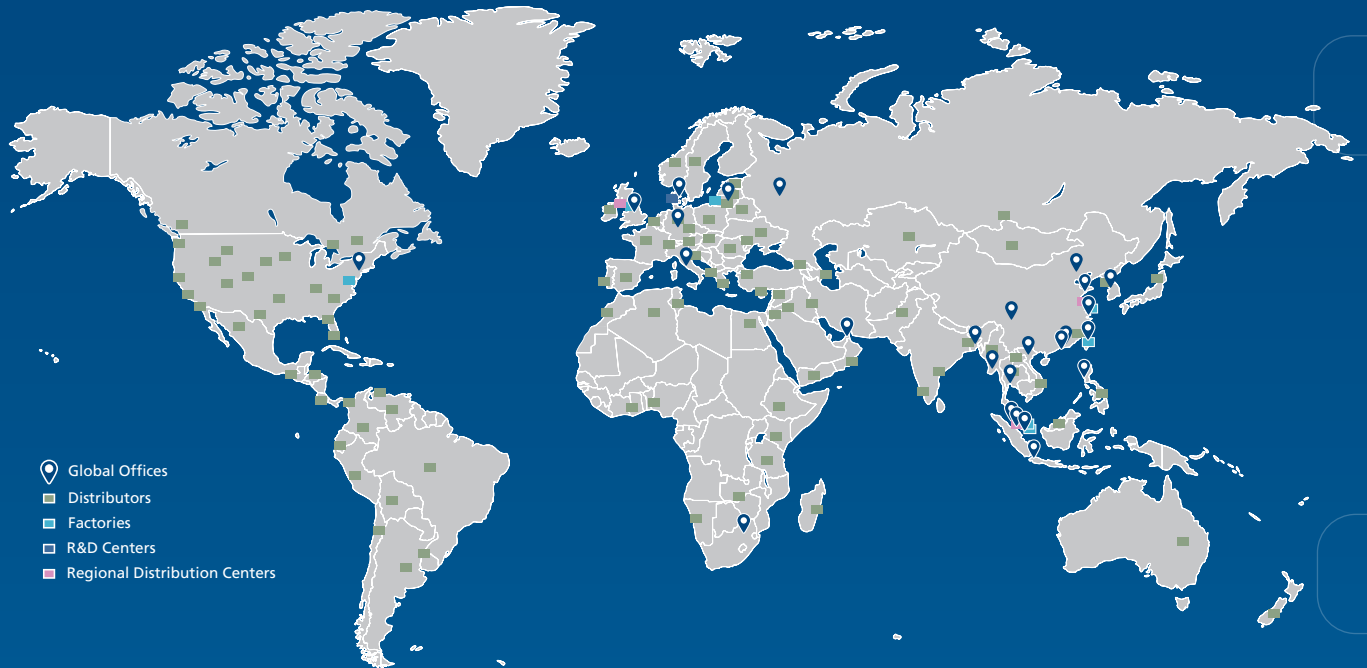 Global Offices
Distributors
Factories
R&D Centers
Regional Distribution Centers